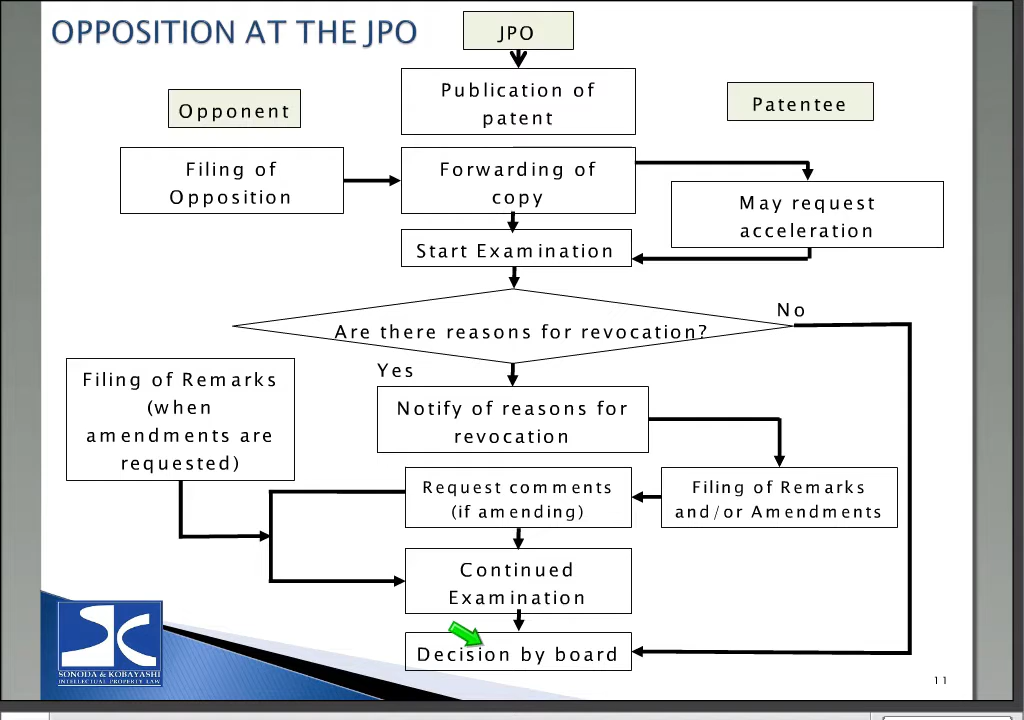 OPPOSITION AT THE JPO
JPO
Publication of
patent
Opponent
Patentee
Filing of
Opposition
Forwarding of
copy
May request
acceleration
Start Examination
Are there reasons for revocation?
No
Yes
Filing of Remarks
(when
amendments are
requested)
Notify of reasons for
revocation
Request comments
(if amending)
Filing of Remarks
and/or Amendments
Continued
Examination
Decision by board
SONODA & KOBAYASHI
INTELLECTUAL PROPERTY LAW
11